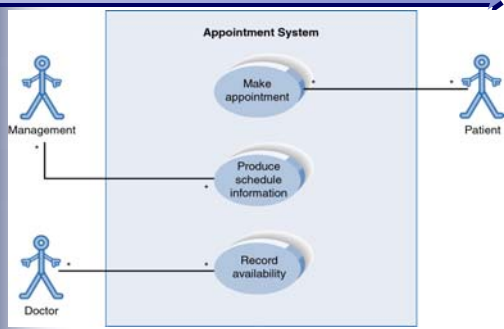 Appointment System
Make
appointment
*
*
Management
Patient
*
Produce
schedule
information
*
Record
availability
*
*
Doctor